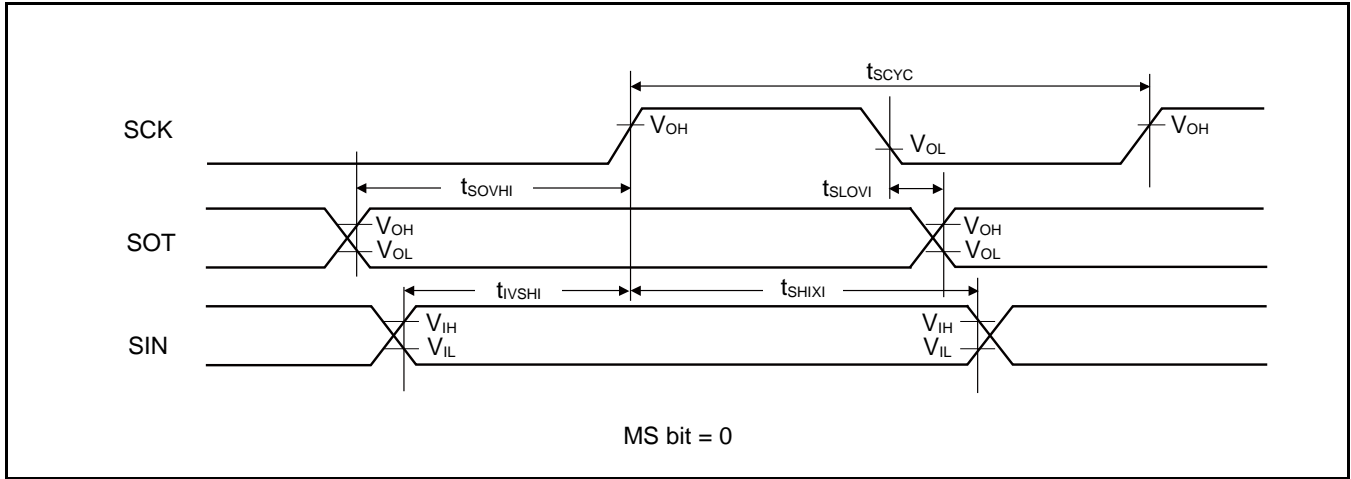 tSCYC
SCK
VOH
VOL
VOH
tSOVHI
tSLOVI
SOT
VOH
VOL
VOH
VOL
tIVSHI
tSHIXI
SIN
VIH
VIL
VIH
VIL
MS bit = 0